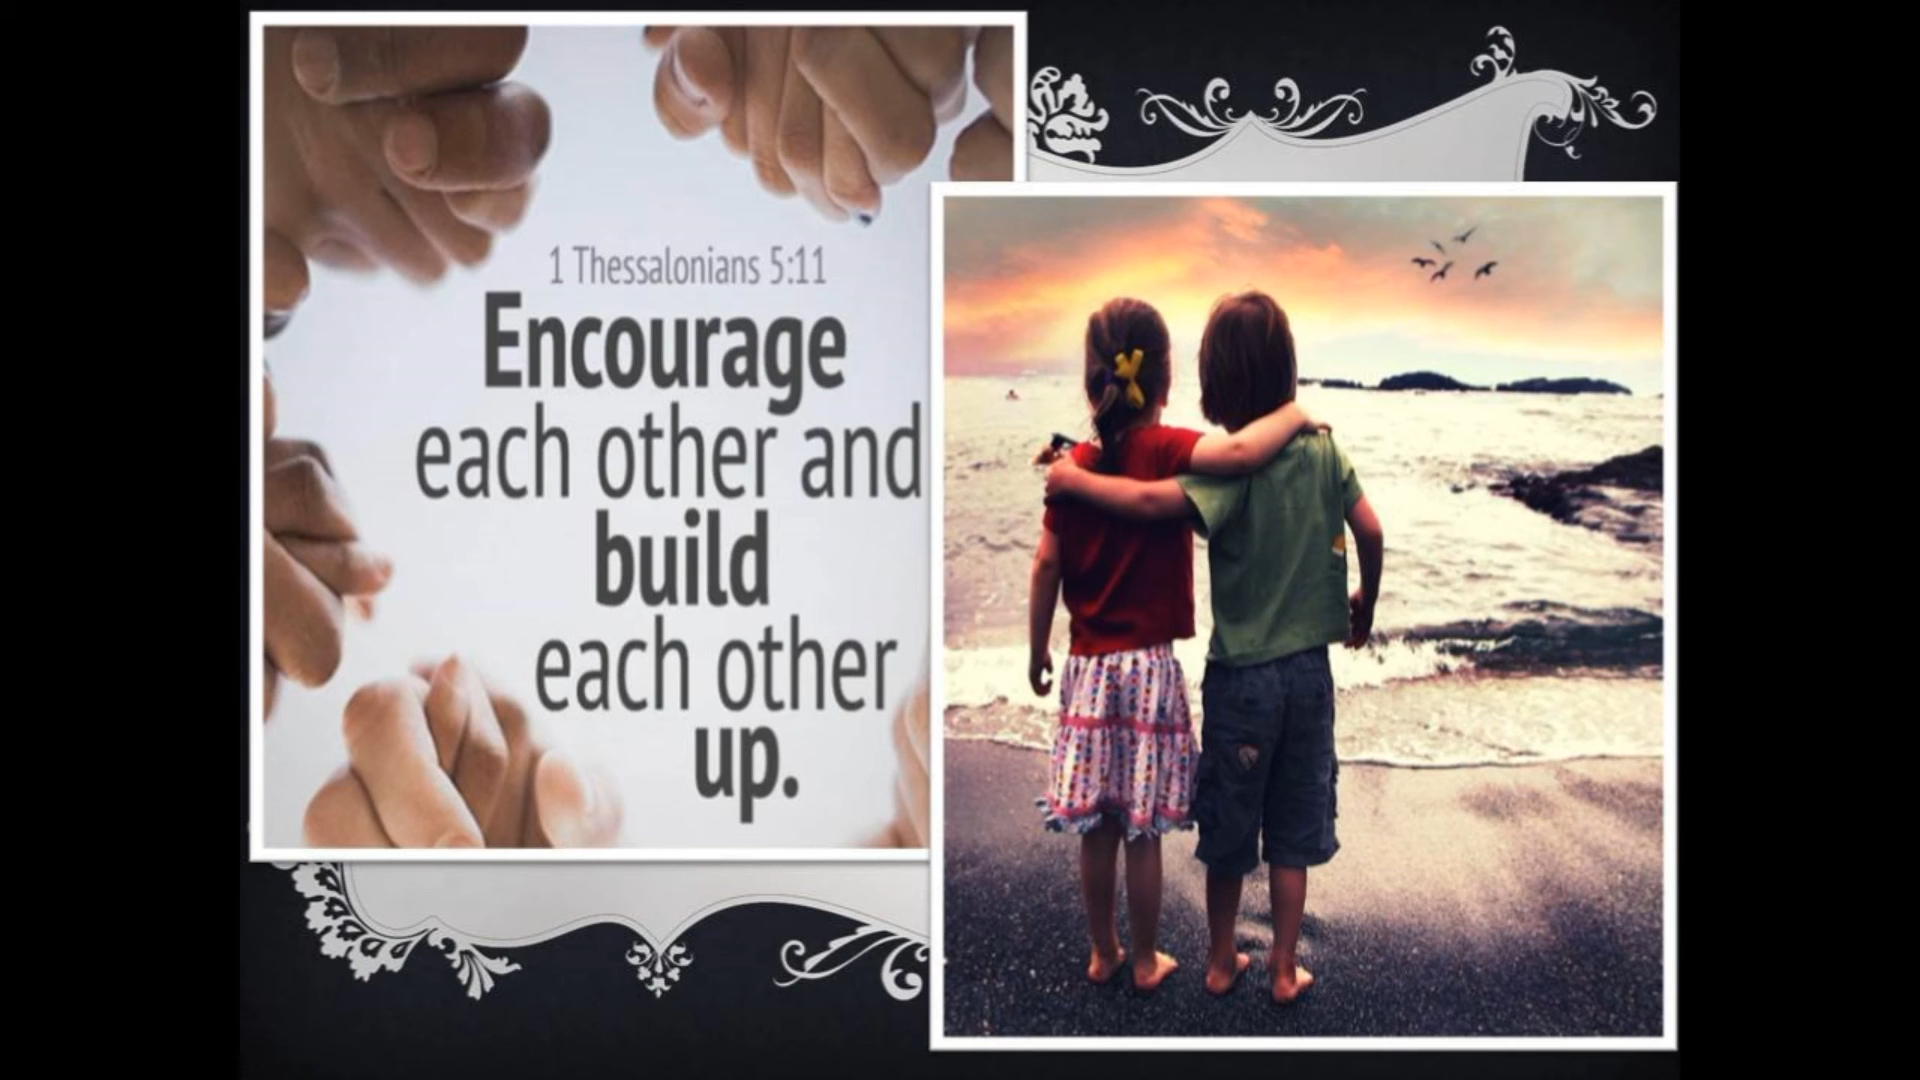 1 Thessalonians 5:11
Encourage
each other and
build
each other
up.